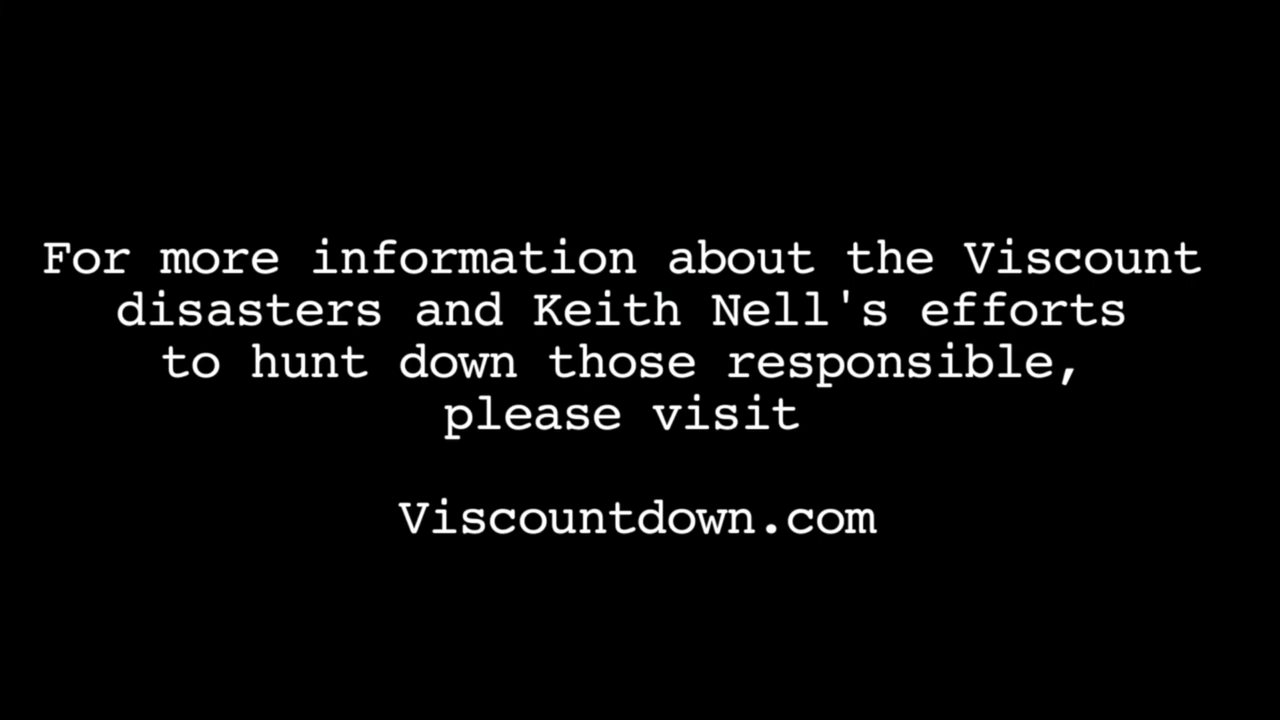 For more information about the Viscount
disasters and Keith Nell's efforts
to hunt down those responsible,
please visit
Viscountdown.com